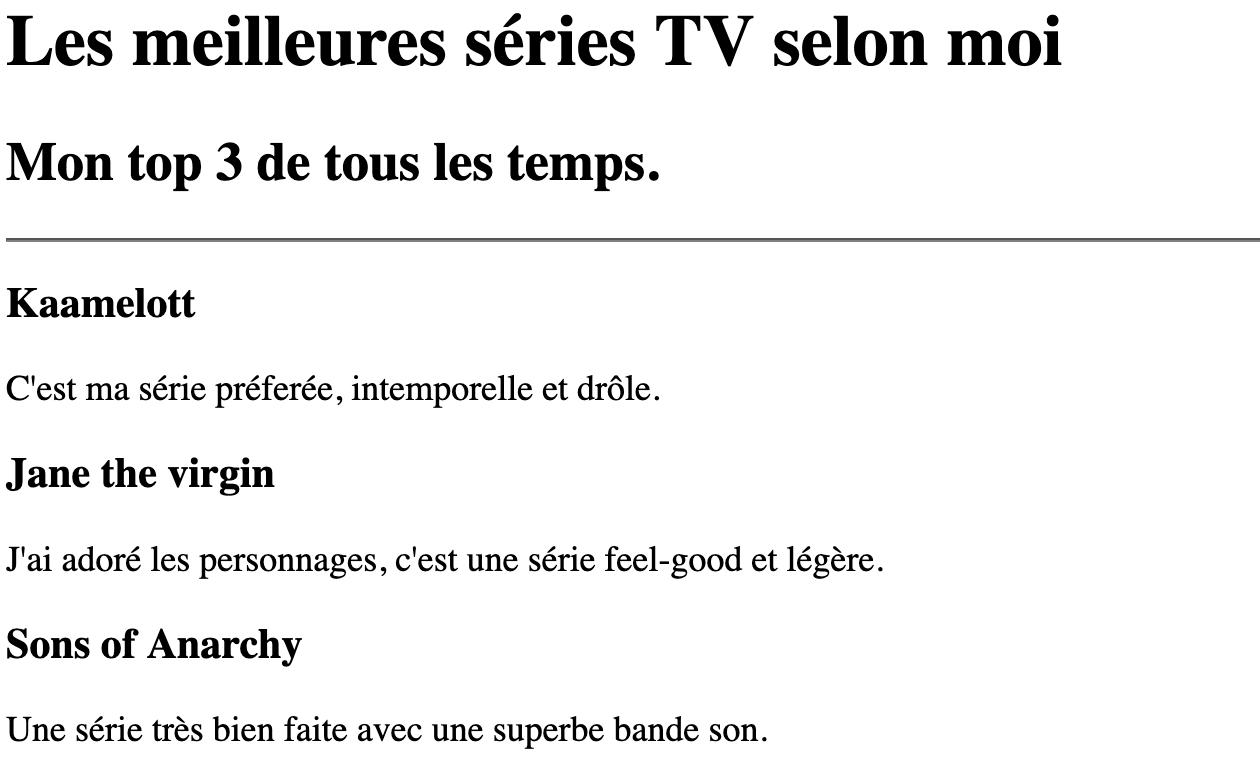 Les meilleures séries TV selon moi
Mon top 3 de tous les temps.
Kaamelott
C'est ma série préferée, intemporelle et drôle.
Jane the virgin
J'ai adoré les personnages, c'est une série feel-good et légère.
Sons of Anarchy
Une série très bien faite avec une superbe bande son.